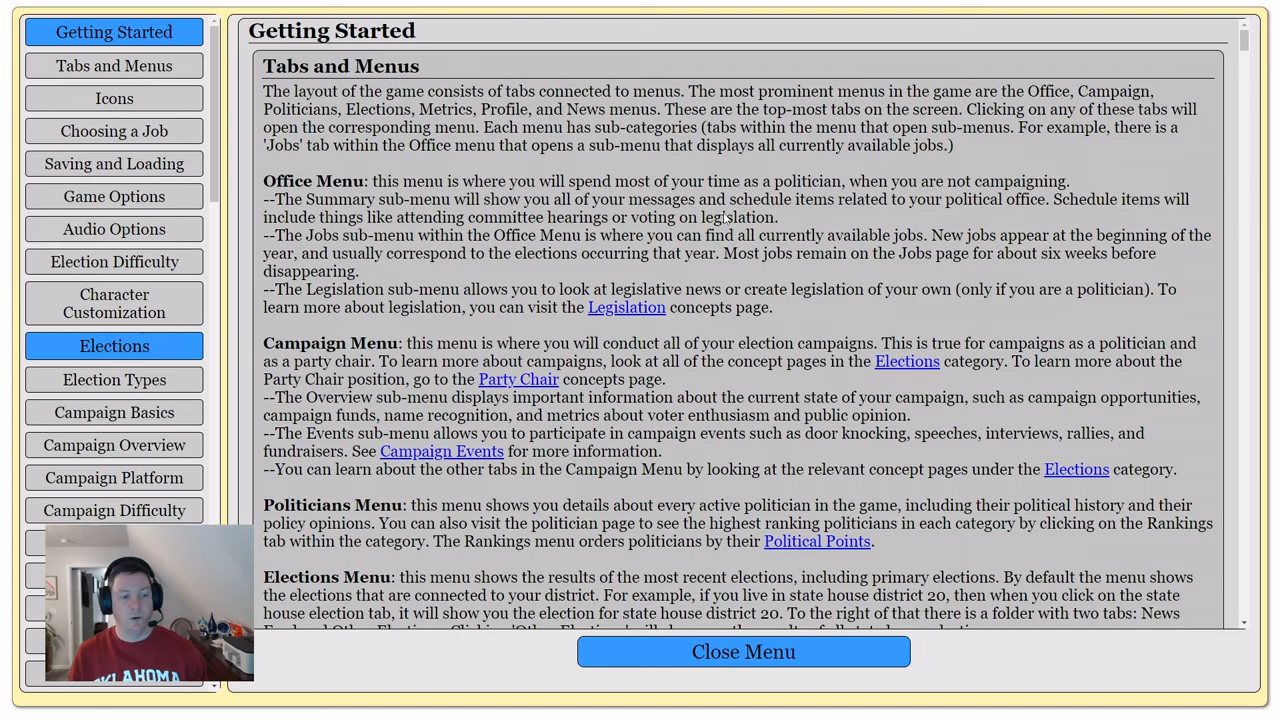 Getting Started
Tabs and Menus
Icons
Choosing a Job
Saving and Loading
Game Options
Audio Options
Election Difficulty
Character
Customization
Elections
Election Types
Campaign Basics
Campaign Overview
Campaign Platform
Campaign Difficulty
OKLAHOMA
Getting Started
Tabs and Menus
The layout of the game consists of tabs connected to menus. The most prominent menus in the game are the Office, Campaign,
Politicians, Elections, Metrics, Profile, and News menus. These are the top-most tabs on the screen. Clicking on any of these tabs will
open the corresponding menu. Each menu has sub-categories (tabs within the menu that open sub-menus. For example, there is a
'Jobs' tab within the Office menu that opens a sub-menu that displays all currently available jobs.)
Office Menu: this menu is where you will spend most of your time as a politician, when you are not campaigning.
--The Summary sub-menu will show you all of your messages and schedule items related to your political office. Schedule items will
include things like attending committee hearings or voting on legislation.
--The Jobs sub-menu within the Office Menu is where you can find all currently available jobs. New jobs appear at the beginning of the
year, and usually correspond to the elections occurring that year. Most jobs remain on the Jobs page for about six weeks before
disappearing.
--The Legislation sub-menu allows you to look at legislative news or create legislation of your own (only if you are a politician). To
learn more about legislation, you can visit the Legislation concepts page.
Campaign Menu: this menu is where you will conduct all of your election campaigns. This is true for campaigns as a politician and
as a party chair. To learn more about campaigns, look at all of the concept pages in the Elections category. To learn more about the
Party Chair position, go to the Party Chair concepts page.
--The Overview sub-menu displays important information about the current state of your campaign, such as campaign opportunities,
campaign funds, name recognition, and metrics about voter enthusiasm and public opinion.
--The Events sub-menu allows you to participate in campaign events such as door knocking, speeches, interviews, rallies, and
fundraisers. See Campaign Events for more information.
--You can learn about the other tabs in the Campaign Menu by looking at the relevant concept pages under the Elections category.
Politicians Menu: this menu shows you details about every active politician in the game, including their political history and their
policy opinions. You can also visit the politician page to see the highest ranking politicians in each category by clicking on the Rankings
tab within the category. The Rankings menu orders politicians by their Political Points.
Elections Menu: this menu shows the results of the most recent elections, including primary elections. By default the menu shows
the elections that are connected to your district. For example, if you live in state house district 20, then when you click on the state
house election tab, it will show you the election for state house district 20. To the right of that there is a folder with two tabs: News
Close Menu